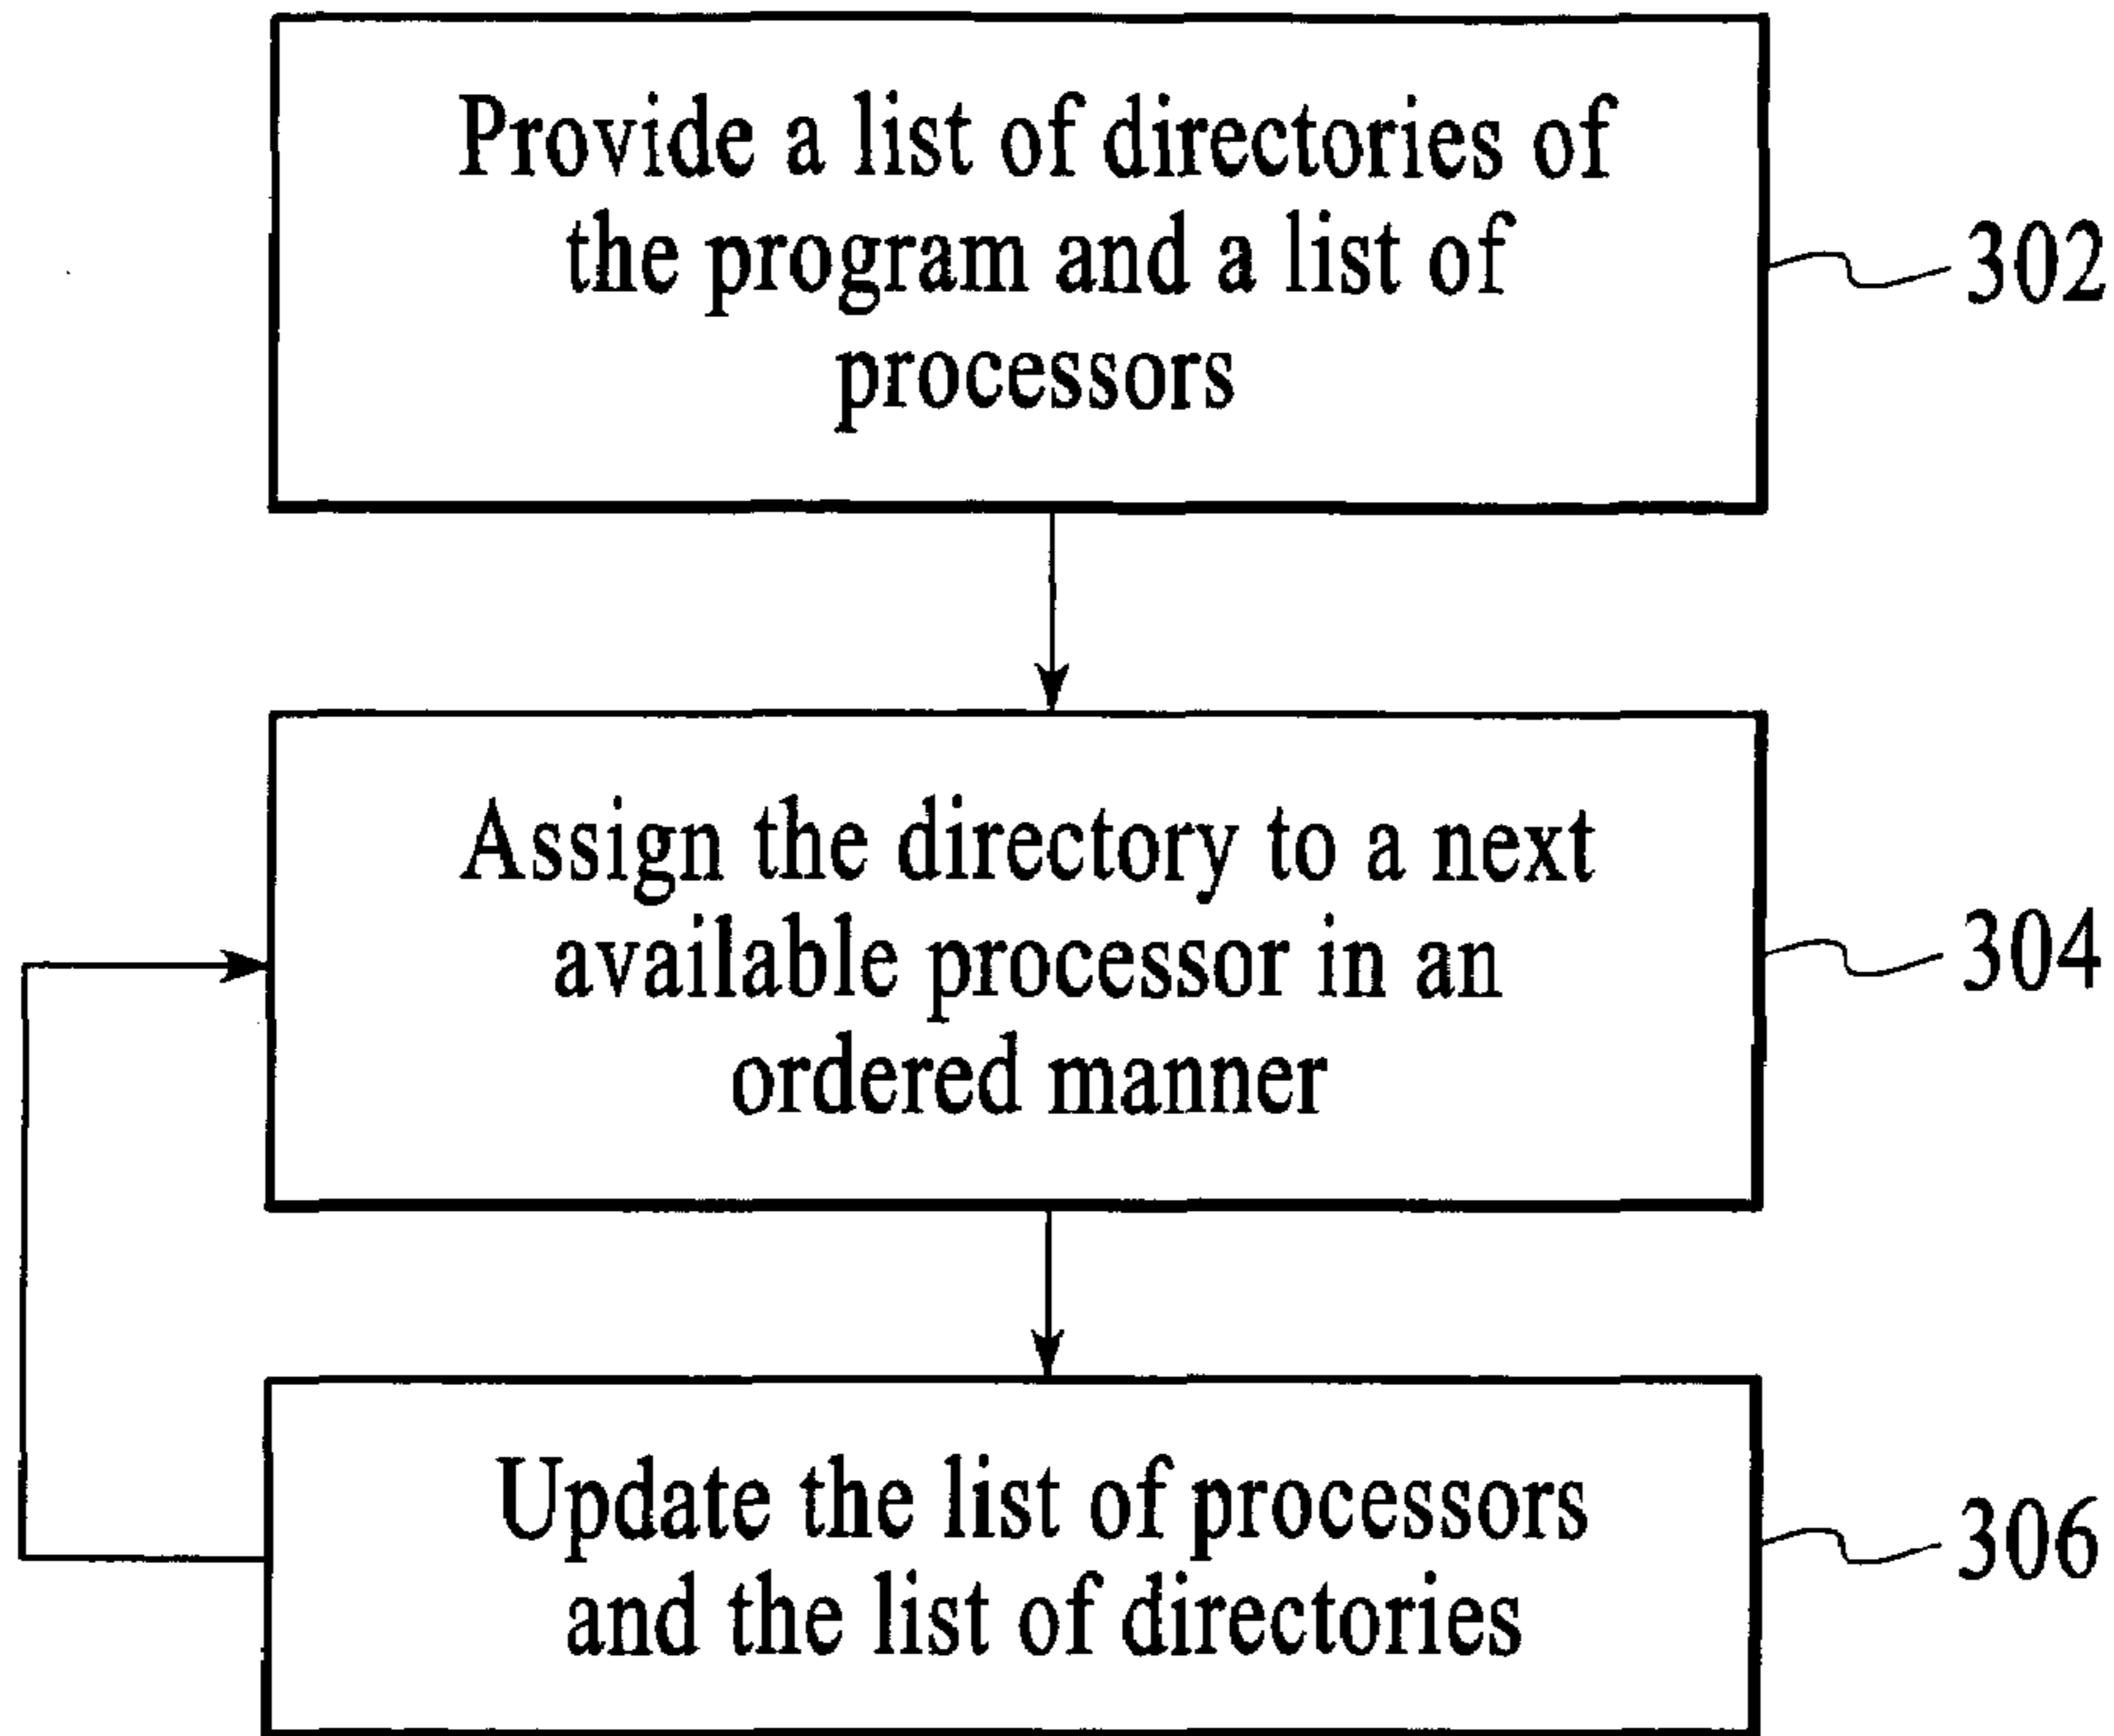 Provide a list of directories of
the program and a list of
processors
302
Assign the directory to a next
available processor in an
ordered manner
304
Update the list of processors
and the list of directories
306